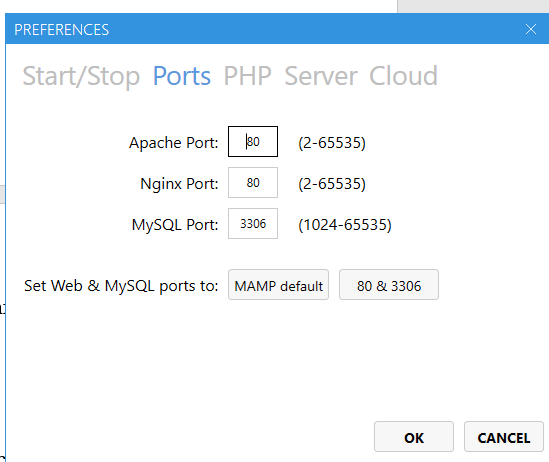 PREFERENCES
Start/Stop Ports PHP Server Cloud
Apache Port: 80 (2-65535)
Nginx Port: 80 (2-65535)
MySQL Port: 3306 (1024-65535)
Set Web & MySQL ports to: MAMP default 80 & 3306
OK CANCEL